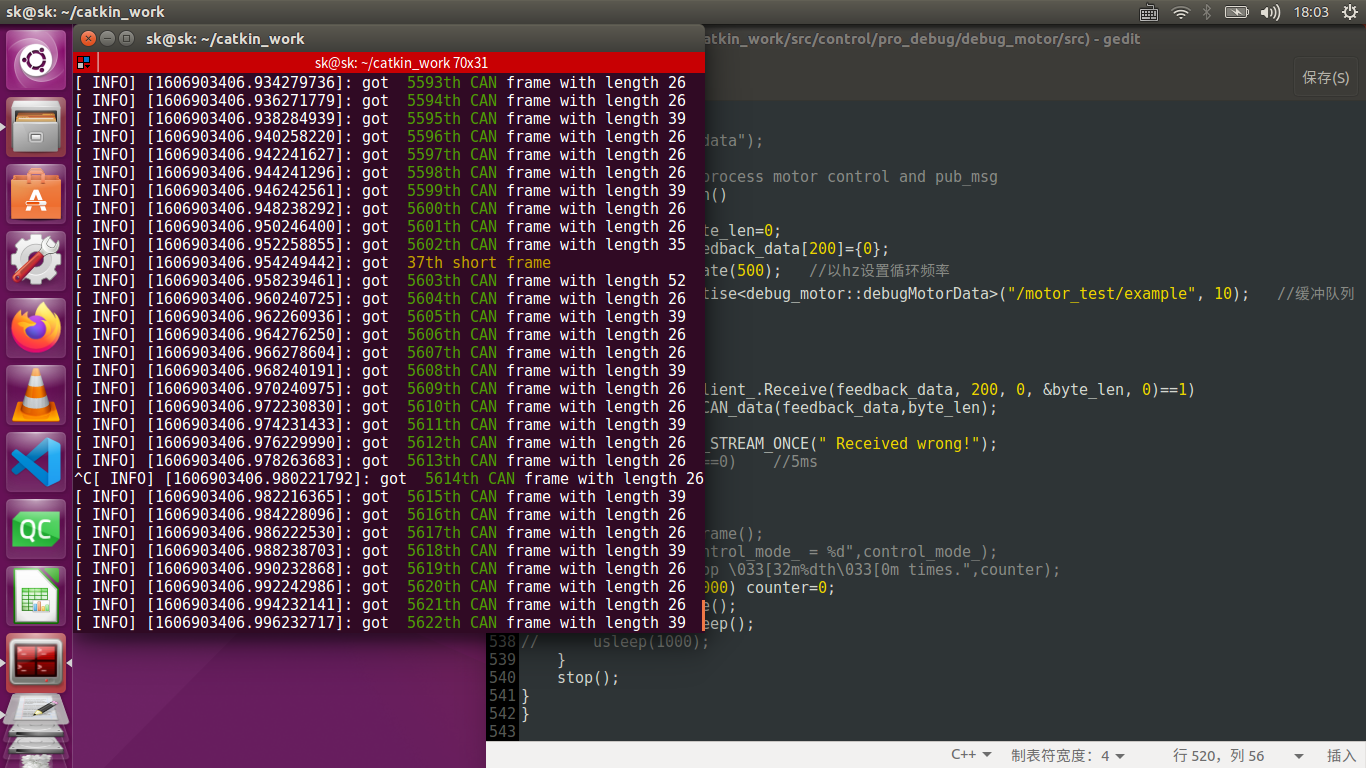 sk@sk: ~/catkin_work
18:03
sk@sk: ~/catkin_work
sk@sk: ~/catkin_work 70x31
[ INFO] [1606903406.934279736]: got  5593th CAN frame with length 26
[ INFO] [1606903406.936271779]: got  5594th CAN frame with length 26
[ INFO] [1606903406.938284939]: got  5595th CAN frame with length 39
[ INFO] [1606903406.940258220]: got  5596th CAN frame with length 26
[ INFO] [1606903406.942241627]: got  5597th CAN frame with length 26
[ INFO] [1606903406.944241296]: got  5598th CAN frame with length 26
[ INFO] [1606903406.946242561]: got  5599th CAN frame with length 39
[ INFO] [1606903406.948238292]: got  5600th CAN frame with length 26
[ INFO] [1606903406.950246400]: got  5601th CAN frame with length 26
[ INFO] [1606903406.952258855]: got  5602th CAN frame with length 35
[ INFO] [1606903406.954249442]: got  37th short frame
[ INFO] [1606903406.958239461]: got  5603th CAN frame with length 52
[ INFO] [1606903406.960240725]: got  5604th CAN frame with length 26
[ INFO] [1606903406.962260936]: got  5605th CAN frame with length 39
[ INFO] [1606903406.964276250]: got  5606th CAN frame with length 26
[ INFO] [1606903406.966278604]: got  5607th CAN frame with length 26
[ INFO] [1606903406.968240191]: got  5608th CAN frame with length 39
[ INFO] [1606903406.970240975]: got  5609th CAN frame with length 26
[ INFO] [1606903406.972230830]: got  5610th CAN frame with length 26
[ INFO] [1606903406.974231433]: got  5611th CAN frame with length 39
[ INFO] [1606903406.976229990]: got  5612th CAN frame with length 26
[ INFO] [1606903406.978263683]: got  5613th CAN frame with length 26
^C[ INFO] [1606903406.980221792]: got  5614th CAN frame with length 26
[ INFO] [1606903406.982216365]: got  5615th CAN frame with length 39
[ INFO] [1606903406.984228096]: got  5616th CAN frame with length 26
[ INFO] [1606903406.986222530]: got  5617th CAN frame with length 26
[ INFO] [1606903406.988238703]: got  5618th CAN frame with length 39
[ INFO] [1606903406.990232868]: got  5619th CAN frame with length 26
[ INFO] [1606903406.992242986]: got  5620th CAN frame with length 26
[ INFO] [1606903406.994232141]: got  5621th CAN frame with length 26
[ INFO] [1606903406.996232717]: got  5622th CAN frame with length 39
atkin_work/src/control/pro_debug/debug_motor/src) - gedit
保存(S)
data");
process motor control and pub_msg
n()
te_len=0;
edback_data[200]={0};
ate(500);   //以hz设置循环频率
tise<debug_motor::debugMotorData>("/motor_test/example", 10);   //缓冲队列
lient_.Receive(feedback_data, 200, 0, &byte_len, 0)==1)
CAN_data(feedback_data,byte_len);
_STREAM_ONCE(" Received wrong!");
==0)    //5ms
rame();
ntrol_mode_ = %d",control_mode_);
op \033[32m%dth\033[0m times.",counter);
000) counter=0;
e();
eep();
538 //      usleep(1000);
539     }
540     stop();
541 }
542 }
543
C++
制表符宽度：4
行 520，列 56
插入
QC